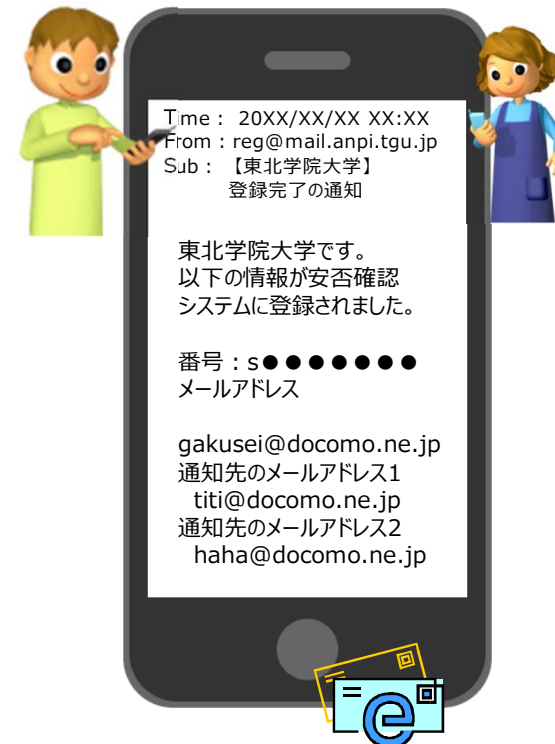 Time : 20XX/XX/XX XX:XX
From : reg@mail.anpi.tgu.jp
Sub : 【東北学院大学】
登録完了の通知
東北学院大学です。
以下の情報が安否確認
システムに登録されました。
番号：s●●●●●●●
メールアドレス
gakusei@docomo.ne.jp
通知先のメールアドレス1
titi@docomo.ne.jp
通知先のメールアドレス2
haha@docomo.ne.jp
e